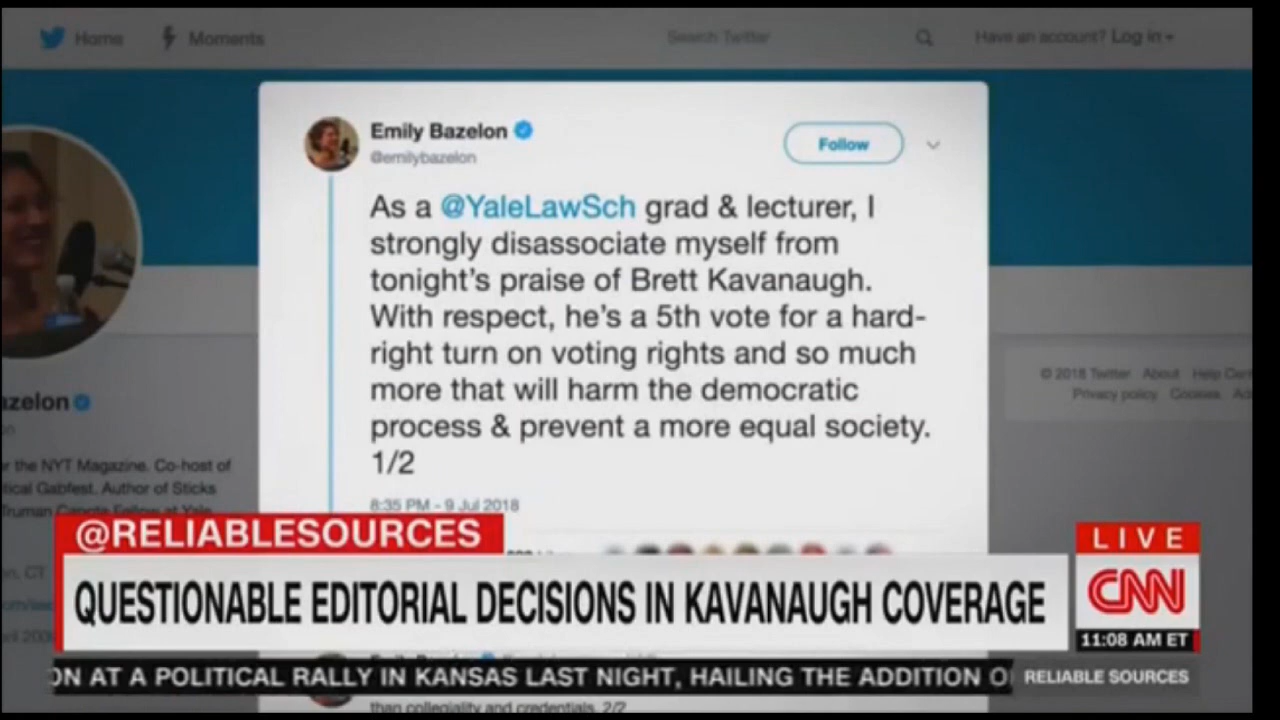 Home Moments Search Twitter Have an account? Log in
Emily Bazelon
@emilybazelon
Follow
As a @YaleLawSch grad & lecturer, I
strongly disassociate myself from
tonight's praise of Brett Kavanaugh.
With respect, he's a 5th vote for a hard-
right turn on voting rights and so much
more that will harm the democratic
process & prevent a more equal society.
1/2
8:35 PM - 9 Jul 2018
© 2018 Twitter About Help
Privacy policy Cookies
azelon
r the NYT Magazine. Co-host of
tical Gabfest. Author of Sticks
Truman Capote Fellow at Yale
n, CT
@RELIABLESOURCES
QUESTIONABLE EDITORIAL DECISIONS IN KAVANAUGH COVERAGE
LIVE
CNN
11:08 AM ET
ON AT A POLITICAL RALLY IN KANSAS LAST NIGHT, HAILING THE ADDITION O
RELIABLE SOURCES
than collegiality and credentials. 2/2